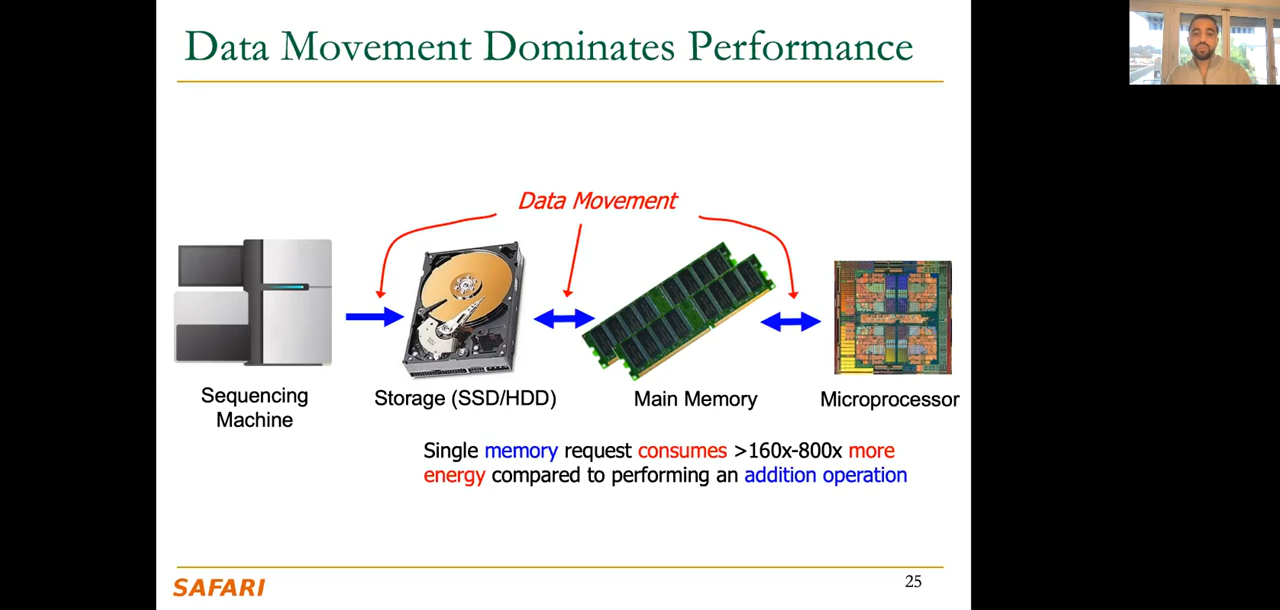 Data Movement Dominates Performance
Data Movement
Sequencing
Machine
Storage (SSD/HDD)
Main Memory
Microprocessor
Single memory request consumes >160x-800x more
energy compared to performing an addition operation
SAFARI
25